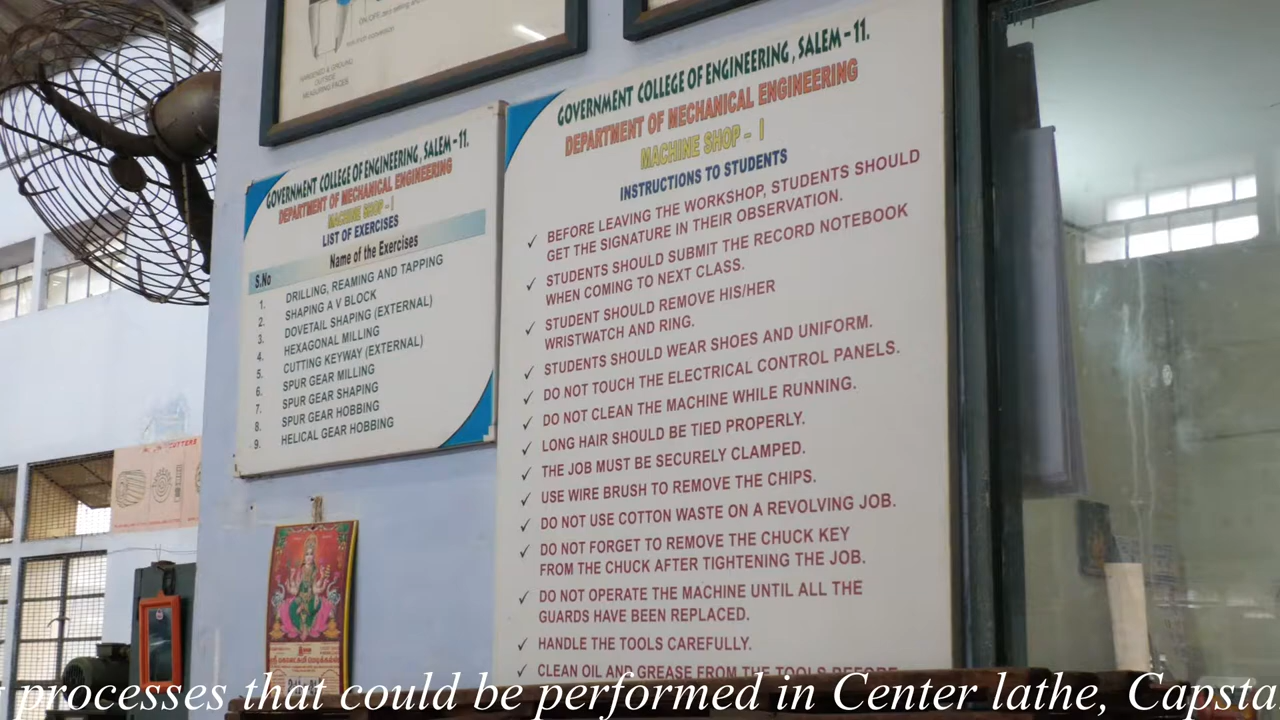 HARDENED & GROUND
OUTSIDE
MEASURING FACES
GOVERNMENT COLLEGE OF ENGINEERING, SALEM-11.
DEPARTMENT OF MECHANICAL ENGINEERING
MACHINE SHOP - I
LIST OF EXERCISES
S.No Name of the Exercises
1. DRILLING, REAMING AND TAPPING
2. SHAPING A V BLOCK
3. DOVETAIL SHAPING (EXTERNAL)
4. HEXAGONAL MILLING
5. CUTTING KEYWAY (EXTERNAL)
6. SPUR GEAR MILLING
7. SPUR GEAR SHAPING
8. SPUR GEAR HOBBING
9. HELICAL GEAR HOBBING
GOVERNMENT COLLEGE OF ENGINEERING, SALEM-11.
DEPARTMENT OF MECHANICAL ENGINEERING
MACHINE SHOP - I
INSTRUCTIONS TO STUDENTS
✓ BEFORE LEAVING THE WORKSHOP, STUDENTS SHOULD
GET THE SIGNATURE IN THEIR OBSERVATION.
✓ STUDENTS SHOULD SUBMIT THE RECORD NOTEBOOK
WHEN COMING TO NEXT CLASS.
✓ STUDENT SHOULD REMOVE HIS/HER
WRISTWATCH AND RING.
✓ STUDENTS SHOULD WEAR SHOES AND UNIFORM.
✓ DO NOT TOUCH THE ELECTRICAL CONTROL PANELS.
✓ DO NOT CLEAN THE MACHINE WHILE RUNNING.
✓ LONG HAIR SHOULD BE TIED PROPERLY.
✓ THE JOB MUST BE SECURELY CLAMPED.
✓ USE WIRE BRUSH TO REMOVE THE CHIPS.
✓ DO NOT USE COTTON WASTE ON A REVOLVING JOB.
✓ DO NOT FORGET TO REMOVE THE CHUCK KEY
FROM THE CHUCK AFTER TIGHTENING THE JOB.
✓ DO NOT OPERATE THE MACHINE UNTIL ALL THE
GUARDS HAVE BEEN REPLACED.
✓ HANDLE THE TOOLS CAREFULLY.
✓ CLEAN OIL AND GREASE FROM THE TOOLS BEFORE
processes that could be performed in Center lathe, Capsta